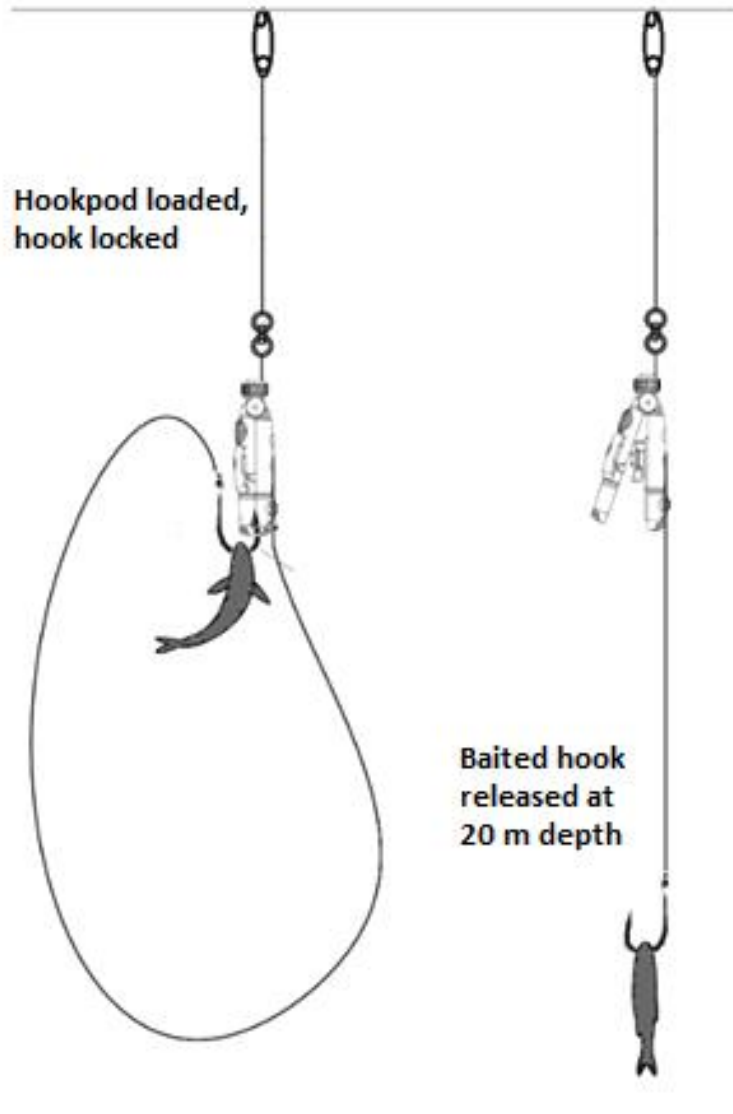 Hookpod loaded,
hook locked
Baited hook
released at
20 m depth